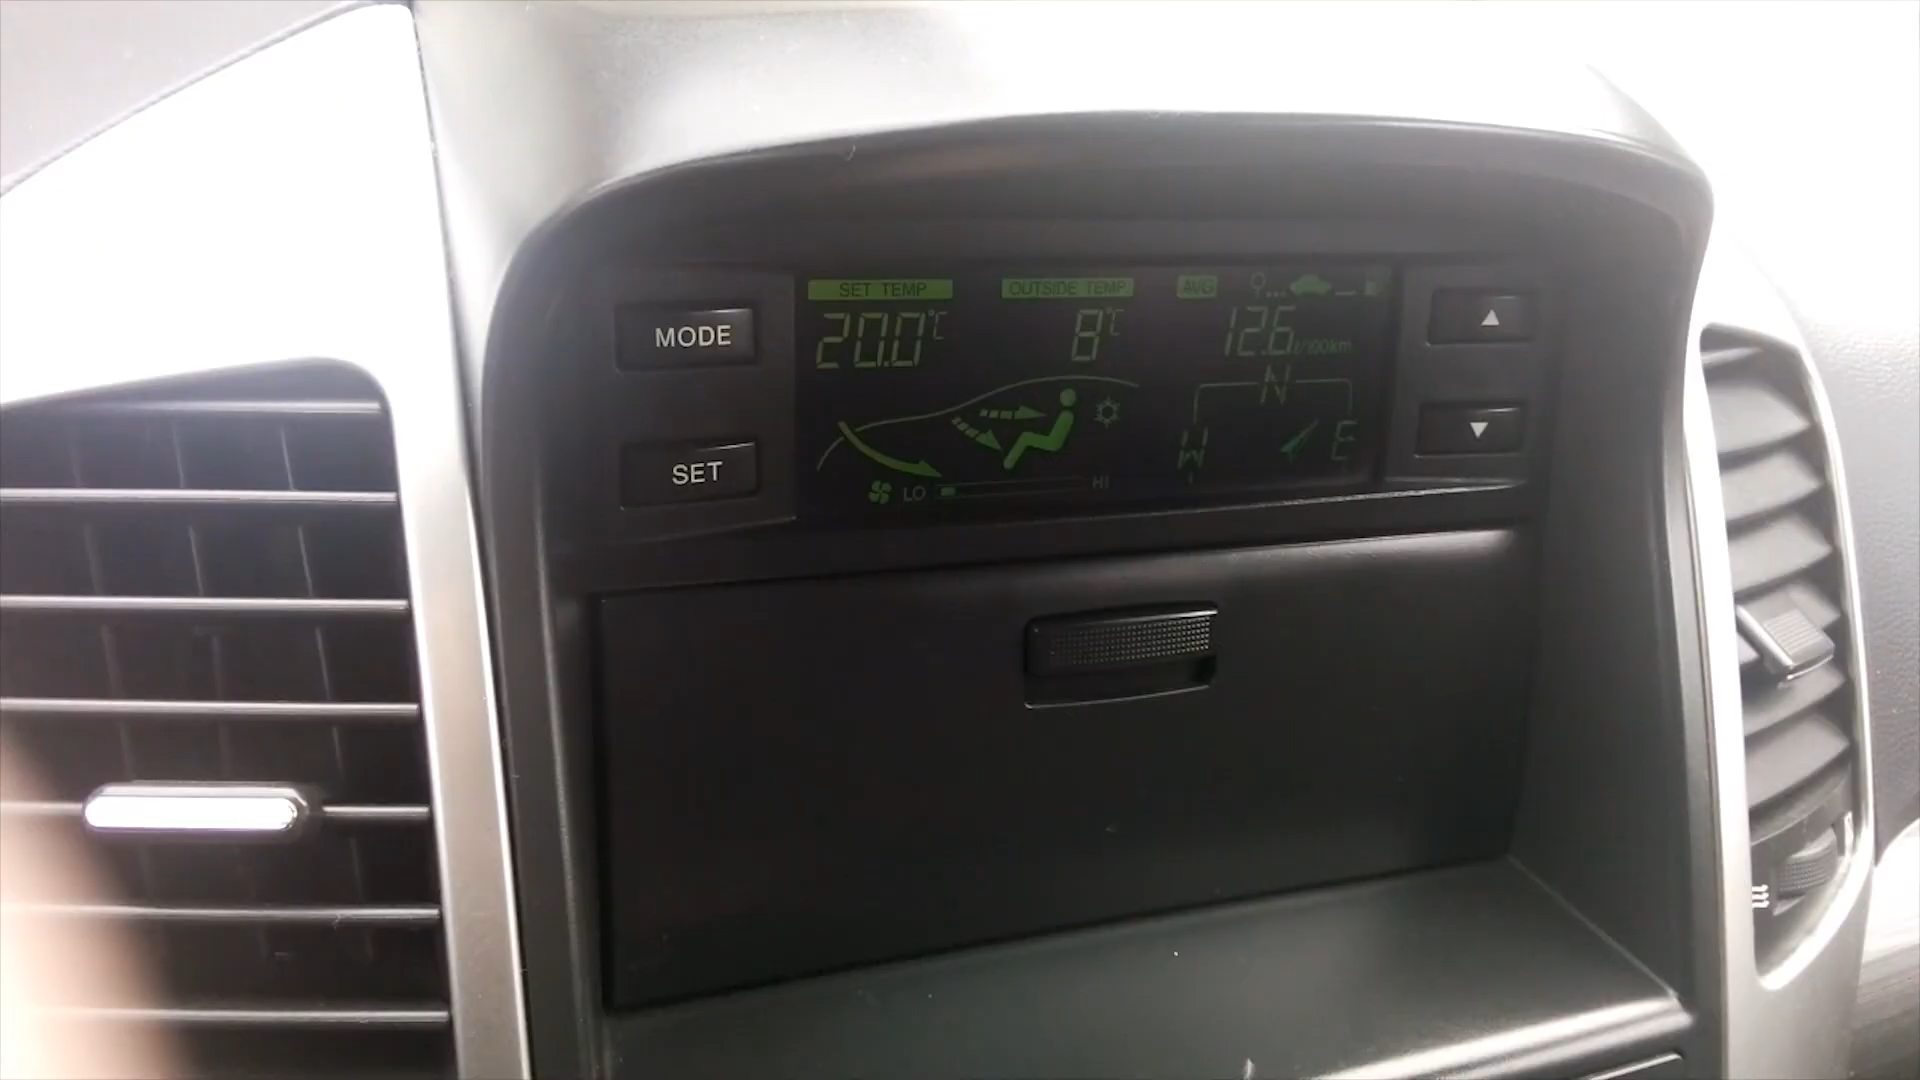 MODE
SET
SET TEMP
OUTSIDE TEMP
AVG
20.0°C
8°C
12.6 l/100km
N
W
E
LO
HI